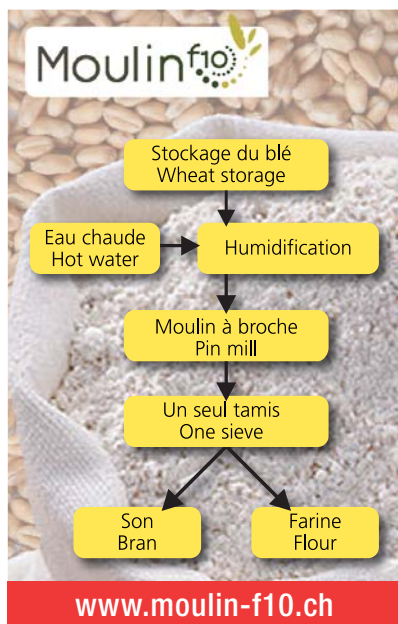 Moulin f10
Stockage du blé
Wheat storage
Eau chaude
Hot water
Humidification
Moulin à broche
Pin mill
Un seul tamis
One sieve
Son
Bran
Farine
Flour
www.moulin-f10.ch